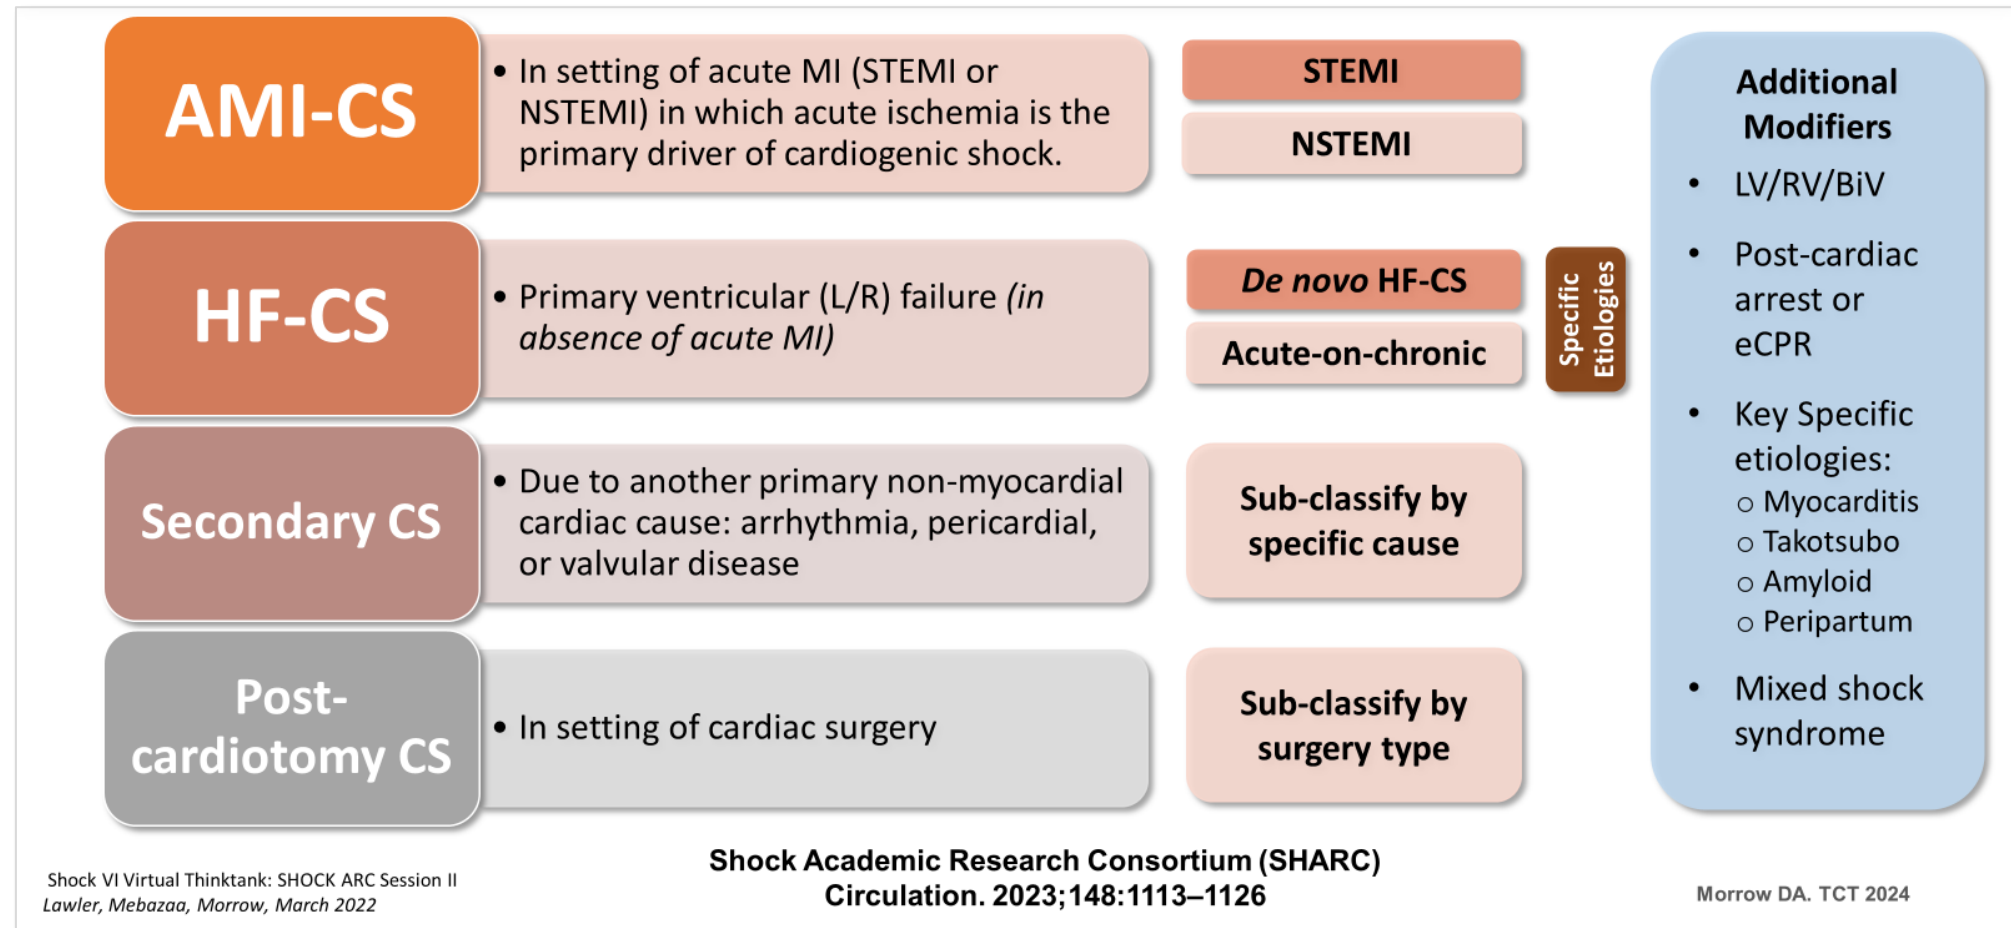 AMI-CS
• In setting of acute MI (STEMI or
NSTEMI) in which acute ischemia is the
primary driver of cardiogenic shock.
STEMI
NSTEMI
HF-CS
• Primary ventricular (L/R) failure (in
absence of acute MI)
De novo HF-CS
Acute-on-chronic
Specific
Etiologies
Secondary CS
• Due to another primary non-myocardial
cardiac cause: arrhythmia, pericardial,
or valvular disease
Sub-classify by
specific cause
Post-
cardiotomy CS
• In setting of cardiac surgery
Sub-classify by
surgery type
Additional
Modifiers
• LV/RV/BiV
• Post-cardiac
arrest or
eCPR
• Key Specific
etiologies:
o Myocarditis
o Takotsubo
o Amyloid
o Peripartum
• Mixed shock
syndrome
Shock VI Virtual Thinktank: SHOCK ARC Session II
Lawler, Mebazaa, Morrow, March 2022
Shock Academic Research Consortium (SHARC)
Circulation. 2023;148:1113–1126
Morrow DA. TCT 2024